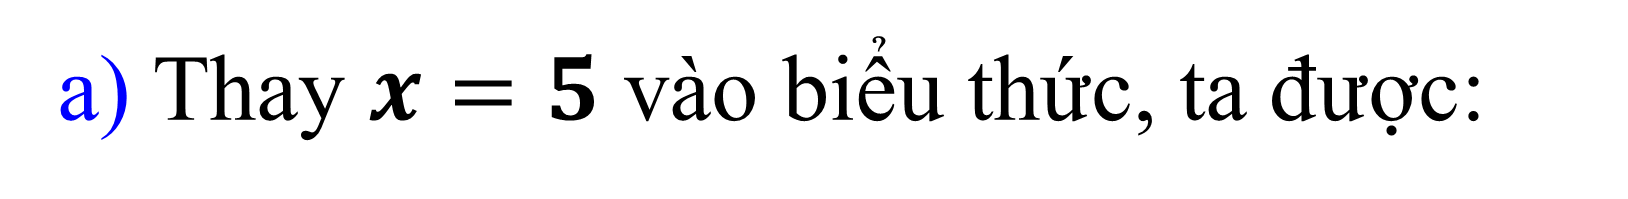 a) Thay x = 5 vào biểu thức, ta được: